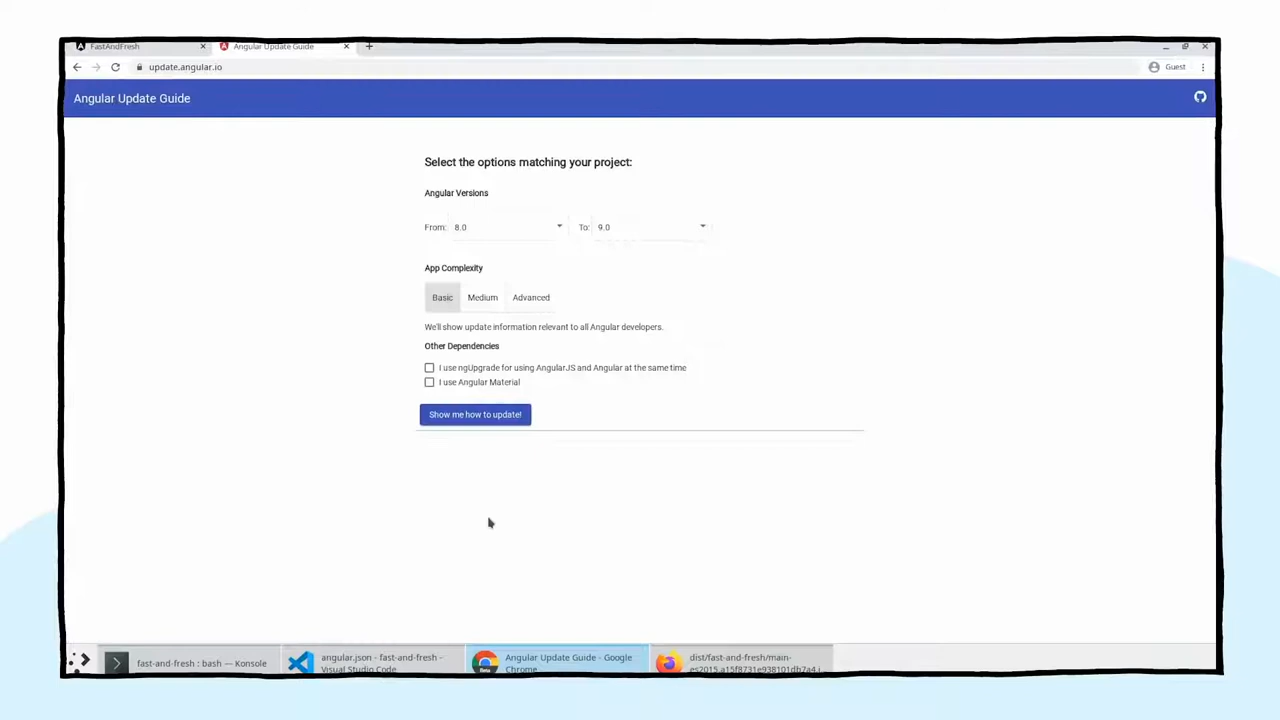 FastAndFresh
Angular Update Guide
update.angular.io
Guest
Angular Update Guide
Select the options matching your project:
Angular Versions
From: 8.0 To: 9.0
App Complexity
Basic Medium Advanced
We'll show update information relevant to all Angular developers.
Other Dependencies
I use ngUpgrade for using AngularJS and Angular at the same time
I use Angular Material
Show me how to update!
fast-and-fresh : bash — Konsole
angular.json - fast-and-fresh -
Visual Studio Code
Beta
Angular Update Guide - Google
Chrome
dist/fast-and-fresh/main-
es2015.a15f8731e938101db7a4.j...